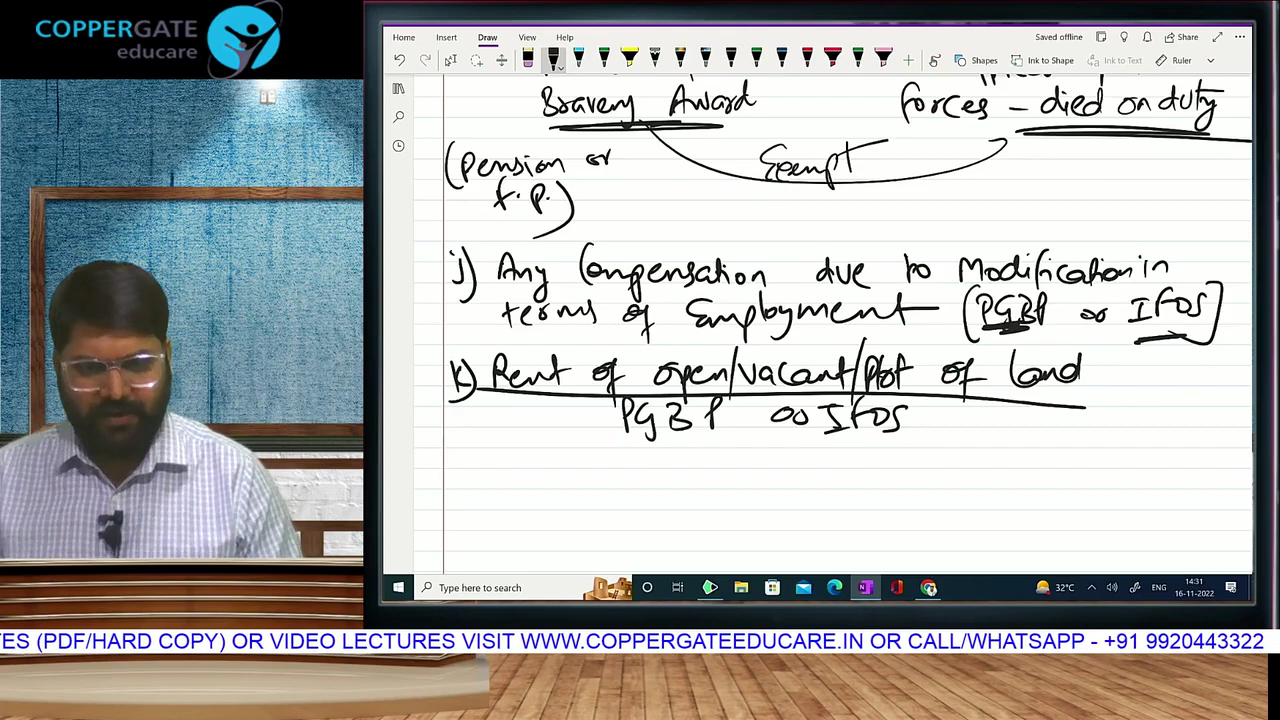 COPPERGATE
educare
Home Insert Draw View Help
Saved offline
Share
Shapes
Ink to Shape
Ink to Text
Ruler
Bravery Award
forces - died on duty
(Pension or
f.p.)
Exempt
j) Any Compensation due to Modification in
terms of Employment (PGBP or IFOS)
k) Rent of open/vacant/plot of land
PGBP or IFOS
Type here to search
32°C
ENG
14:31
16-11-2022
TES (PDF/HARD COPY) OR VIDEO LECTURES VISIT WWW.COPPERGATEEDUCARE.IN OR CALL/WHATSAPP - +91 9920443322